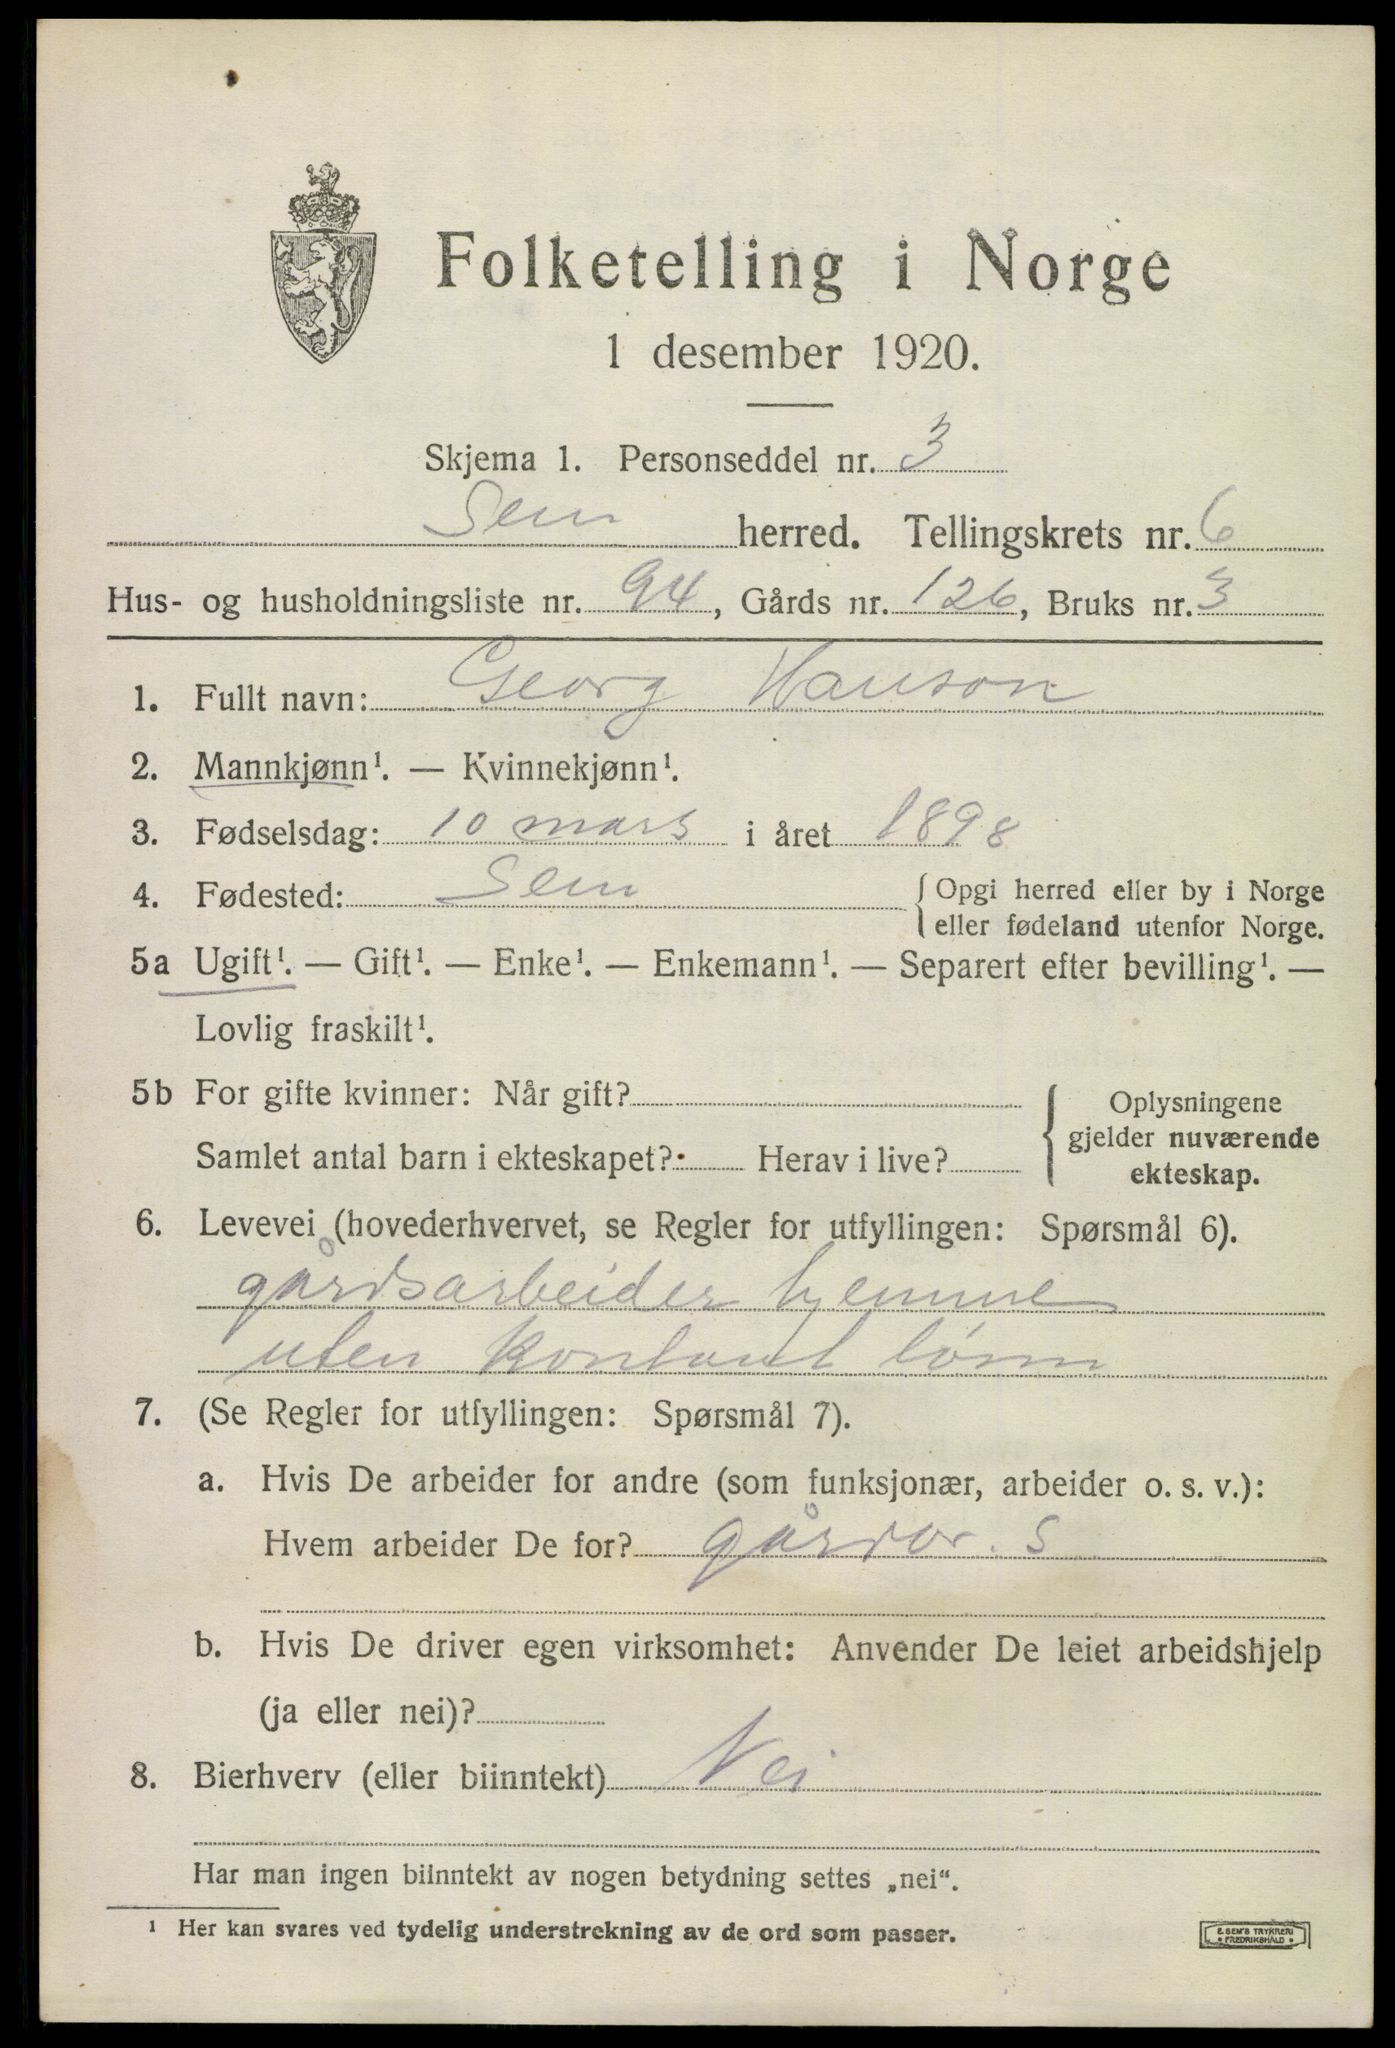 Folketelling i Norge
1 desember 1920.
Skjema 1. Personseddel nr. 3
Sem herred. Tellingskrets nr. 6
Hus- og husholdningsliste nr. 94, Gårds nr. 126, Bruks nr. 3
1. Fullt navn: Georg Hanson
2. Mannkjønn¹. — Kvinnekjønn¹.
3. Fødselsdag: 10 mars i året 1898
4. Fødested: Sem { Opgi herred eller by i Norge
eller fødeland utenfor Norge.
5a Ugift¹. — Gift¹. — Enke¹. — Enkemann¹. — Separert efter bevilling¹. —
Lovlig fraskilt¹.
5b For gifte kvinner: Når gift?
Samlet antal barn i ekteskapet? Herav i live?
Oplysningene
gjelder nuværende
ekteskap.
6. Levevei (hovederhvervet, se Regler for utfyllingen: Spørsmål 6).
gårdsarbeider hjemme
uten kontant lønn
7. (Se Regler for utfyllingen: Spørsmål 7).
a. Hvis De arbeider for andre (som funksjonær, arbeider o. s. v.):
Hvem arbeider De for? gårdbr. S
b. Hvis De driver egen virksomhet: Anvender De leiet arbeidshjelp
(ja eller nei)?
8. Bierhverv (eller biinntekt) Nei
Har man ingen biinntekt av nogen betydning settes „nei“.
¹ Her kan svares ved tydelig understrekning av de ord som passer.
E. SEM'S TRYKKERI
FREDRIKSHALD